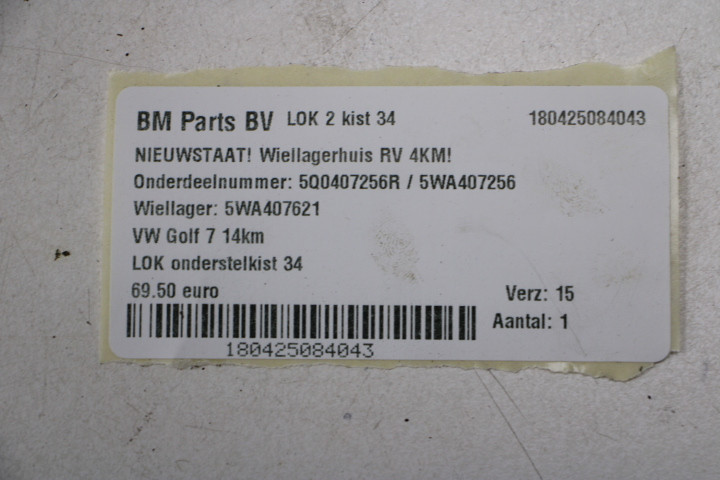 BM Parts BV LOK 2 kist 34 180425084043
NIEUWSTAAT! Wiellagerhuis RV 4KM!
Onderdeelnummer: 5Q0407256R / 5WA407256
Wiellager: 5WA407621
VW Golf 7 14km
LOK onderstelkist 34
69.50 euro Verz: 15
Aantal: 1
180425084043